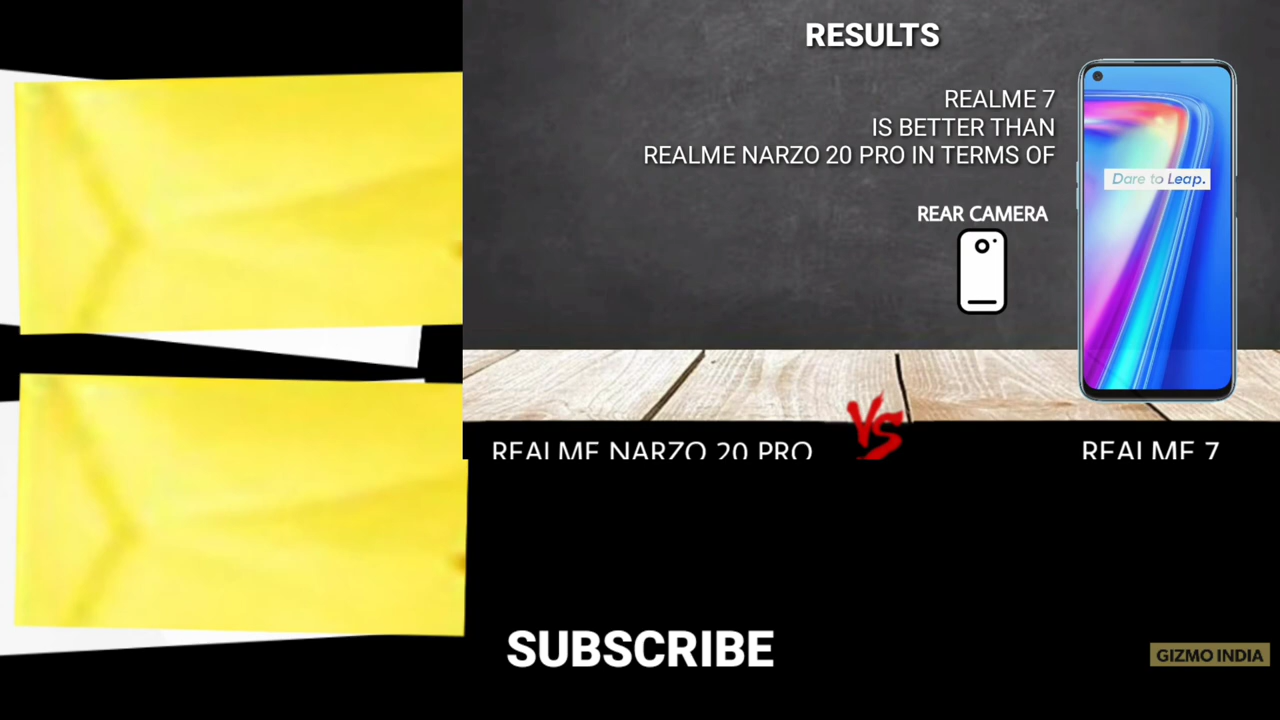 RESULTS
REALME 7
IS BETTER THAN
REALME NARZO 20 PRO IN TERMS OF
Dare to Leap.
REAR CAMERA
REALME NARZO 20 PRO
VS
REALME 7
SUBSCRIBE
GIZMO INDIA